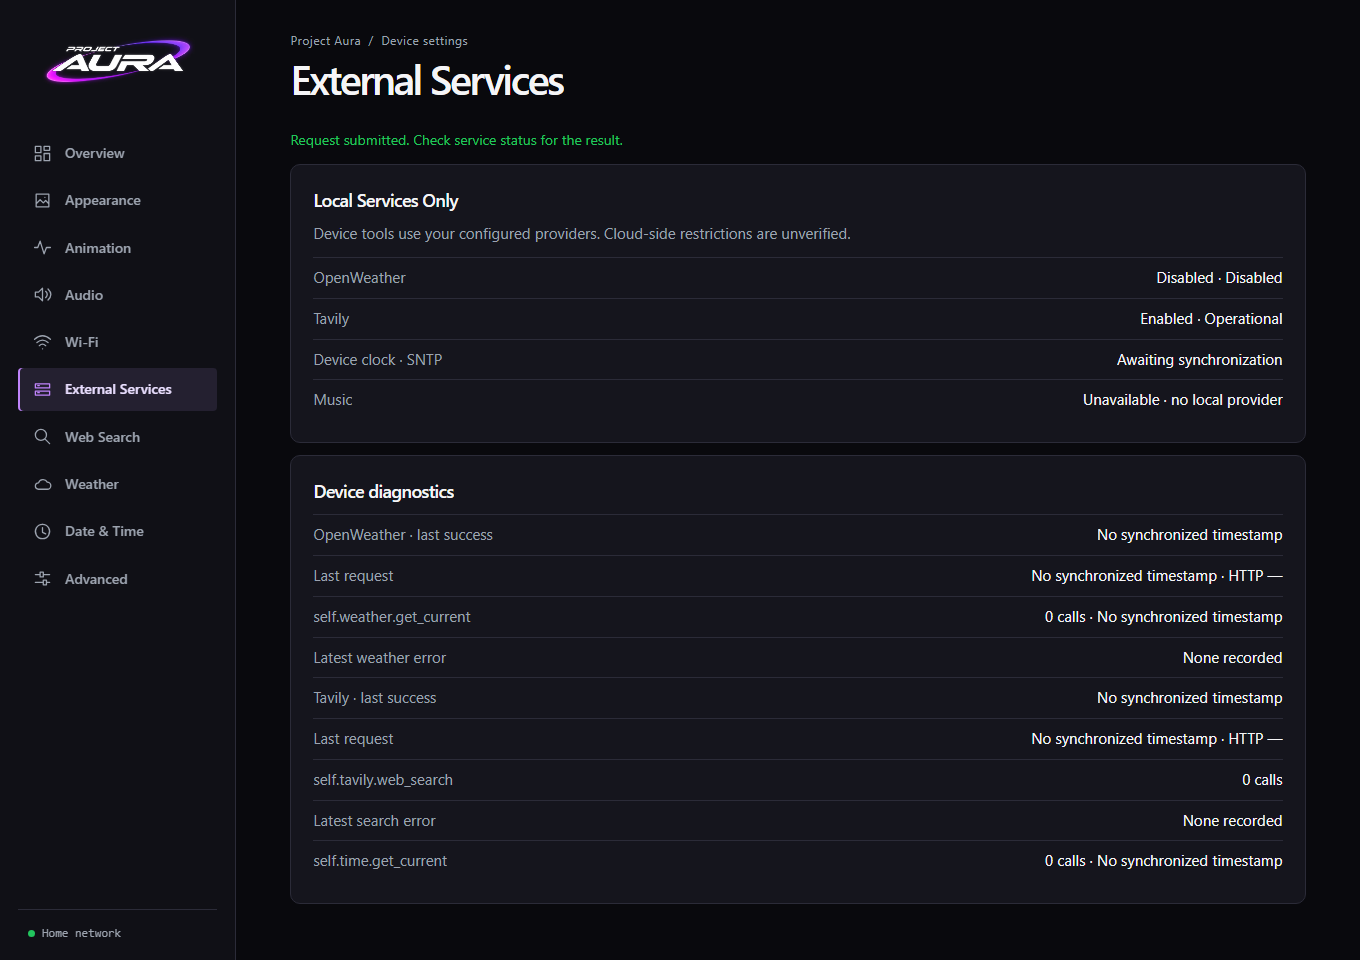 PROJECT
AURA
Overview
Appearance
Animation
Audio
Wi-Fi
External Services
Web Search
Weather
Date & Time
Advanced
Home network
Project Aura / Device settings
External Services
Request submitted. Check service status for the result.
Local Services Only
Device tools use your configured providers. Cloud-side restrictions are unverified.
OpenWeather Disabled · Disabled
Tavily Enabled · Operational
Device clock · SNTP Awaiting synchronization
Music Unavailable · no local provider
Device diagnostics
OpenWeather · last success No synchronized timestamp
Last request No synchronized timestamp · HTTP —
self.weather.get_current 0 calls · No synchronized timestamp
Latest weather error None recorded
Tavily · last success No synchronized timestamp
Last request No synchronized timestamp · HTTP —
self.tavily.web_search 0 calls
Latest search error None recorded
self.time.get_current 0 calls · No synchronized timestamp